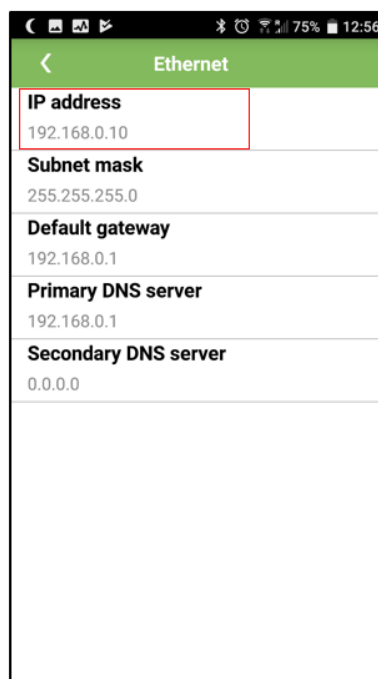 75% 12:56
Ethernet
IP address
192.168.0.10
Subnet mask
255.255.255.0
Default gateway
192.168.0.1
Primary DNS server
192.168.0.1
Secondary DNS server
0.0.0.0